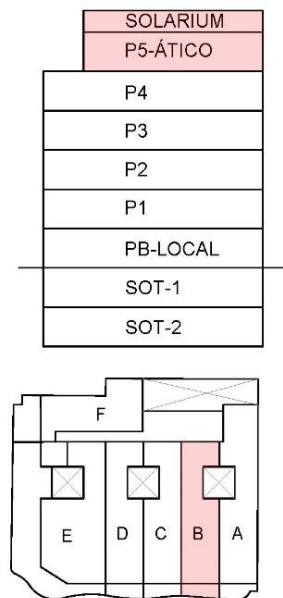 SOLARIUM
P5-ÁTICO
P4
P3
P2
P1
PB-LOCAL
SOT-1
SOT-2
F
E D C B A